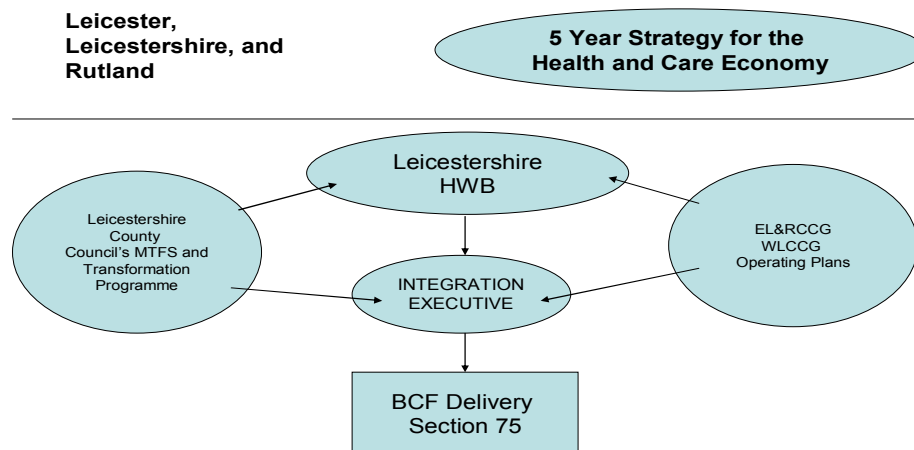 Leicester,
Leicestershire, and
Rutland
5 Year Strategy for the
Health and Care Economy
Leicestershire
HWB
Leicestershire
County
Council's MTFS and
Transformation
Programme
EL&RCCG
WLCCG
Operating Plans
INTEGRATION
EXECUTIVE
BCF Delivery
Section 75